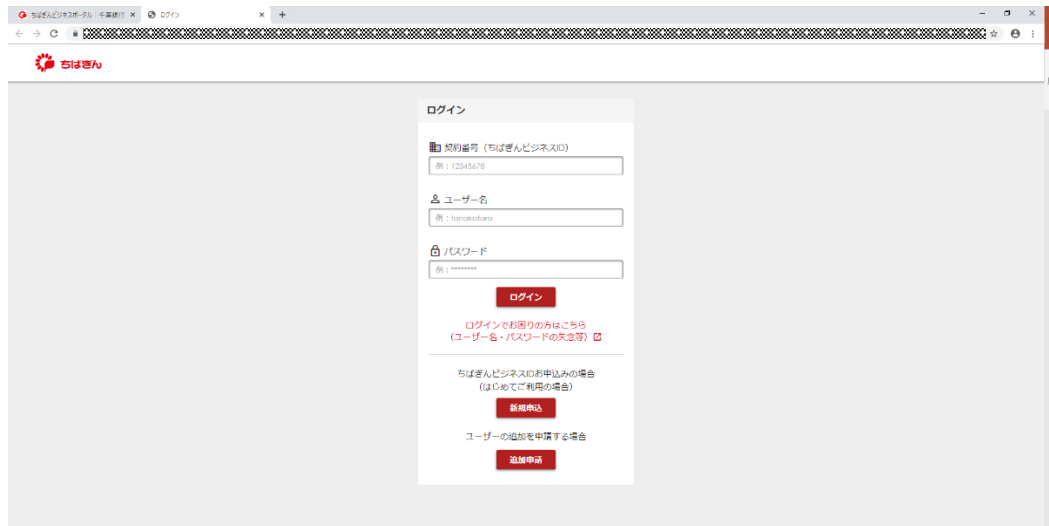 ちばぎんビジネスポータル｜千葉銀行
ログイン
ちばぎん
ログイン
契約番号（ちばぎんビジネスID）
例：12345678
ユーザー名
例：tanakataro
パスワード
例：********
ログイン
ログインでお困りの方はこちら
（ユーザー名・パスワードの失念等）
ちばぎんビジネスIDお申込みの場合
（はじめてご利用の場合）
新規申込
ユーザーの追加を申請する場合
追加申請